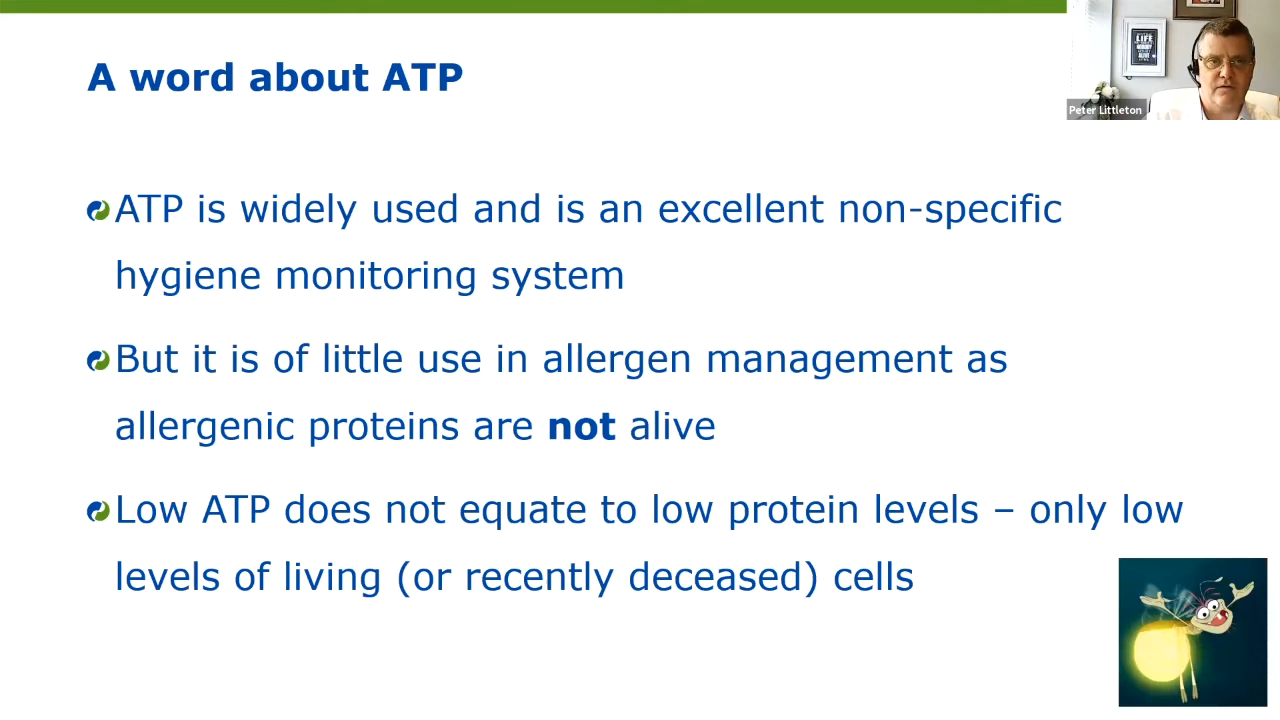 A word about ATP
LIFE
Peter Littleton
ATP is widely used and is an excellent non-specific
hygiene monitoring system
But it is of little use in allergen management as
allergenic proteins are not alive
Low ATP does not equate to low protein levels – only low
levels of living (or recently deceased) cells